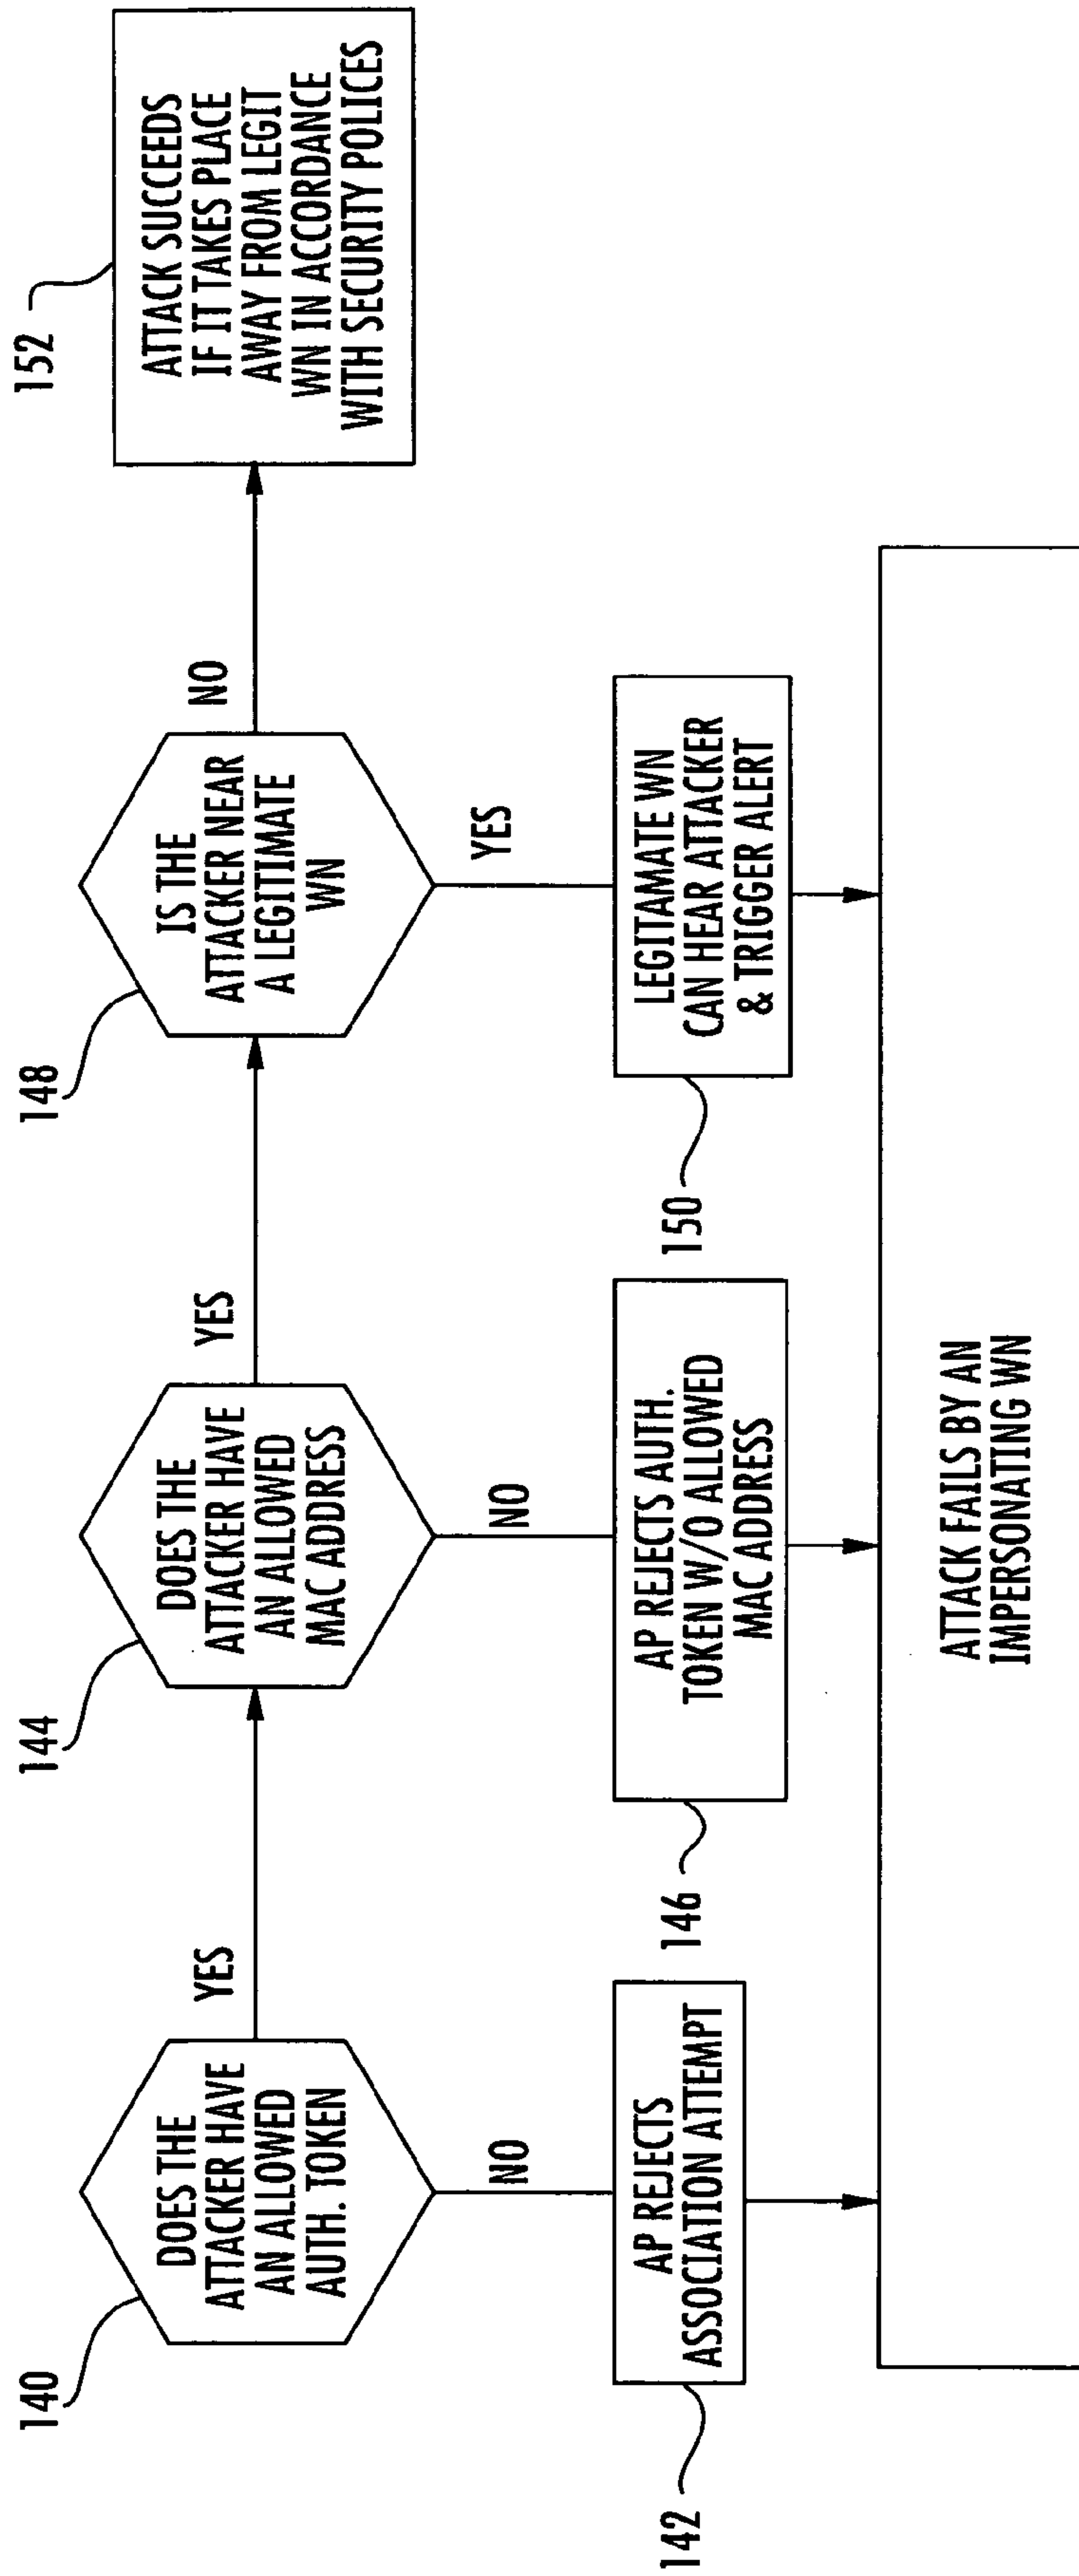 140
DOES THE
ATTACKER HAVE
AN ALLOWED
AUTH. TOKEN
YES
NO
142
AP REJECTS
ASSOCIATION ATTEMPT
144
DOES THE
ATTACKER HAVE
AN ALLOWED
MAC ADDRESS
YES
NO
146
AP REJECTS AUTH.
TOKEN W/O ALLOWED
MAC ADDRESS
148
IS THE
ATTACKER NEAR
A LEGITIMATE
WN
NO
YES
150
LEGITAMATE WN
CAN HEAR ATTACKER
& TRIGGER ALERT
152
ATTACK SUCCEEDS
IF IT TAKES PLACE
AWAY FROM LEGIT
WN IN ACCORDANCE
WITH SECURITY POLICES
ATTACK FAILS BY AN
IMPERSONATING WN